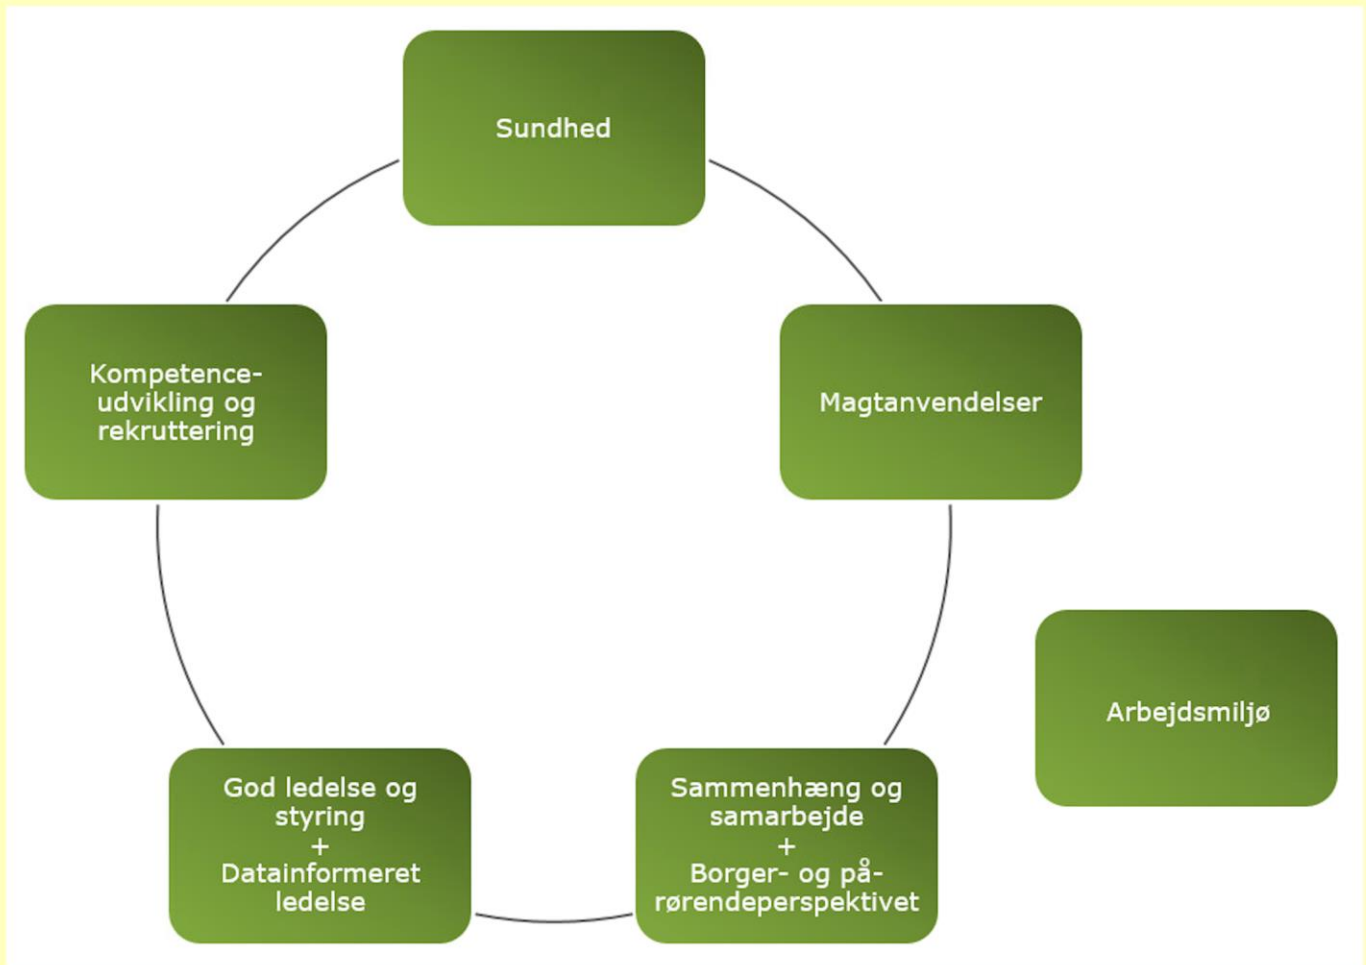 Sundhed
Kompetence-
udvikling og
rekruttering
Magtanvendelser
Arbejdsmiljø
God ledelse og
styring
+
Datainformeret
ledelse
Sammenhæng og
samarbejde
+
Borger- og på-
rørendeperspektivet